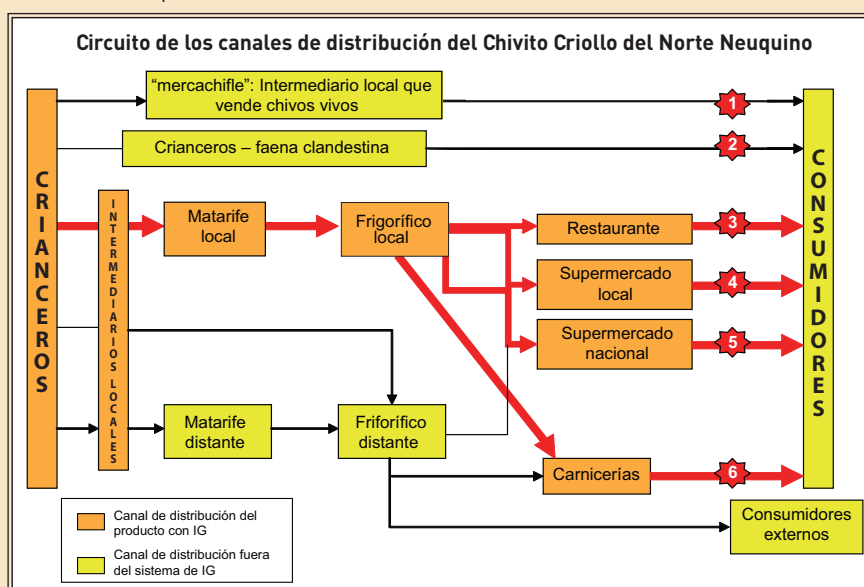 Circuito de los canales de distribución del Chivito Criollo del Norte Neuquino
"mercachifle": Intermediario local que
vende chivos vivos
1
Crianceros – faena clandestina
2
CRIANCEROS
INTERMEDIARIOS LOCALES
Matarife
local
Frigorífico
local
Restaurante
3
Supermercado
local
4
Supermercado
nacional
5
CONSUMIDORES
Matarife
distante
Friforífico
distante
Carnicerías
6
Consumidores
externos
Canal de distribución del
producto con IG
Canal de distribución fuera
del sistema de IG